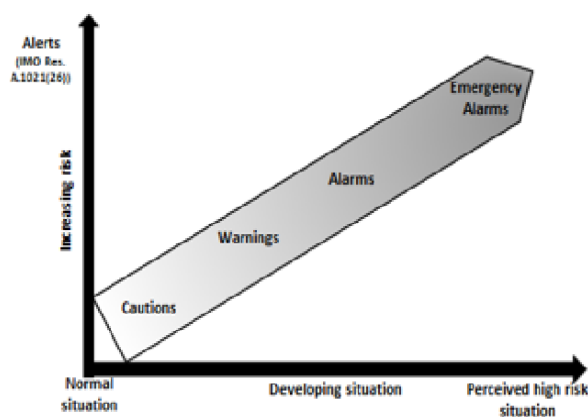 Alerts
(IMO Res.
A.1021(26))
Increasing risk
Emergency
Alarms
Alarms
Warnings
Cautions
Normal
situation
Developing situation
Perceived high risk
situation